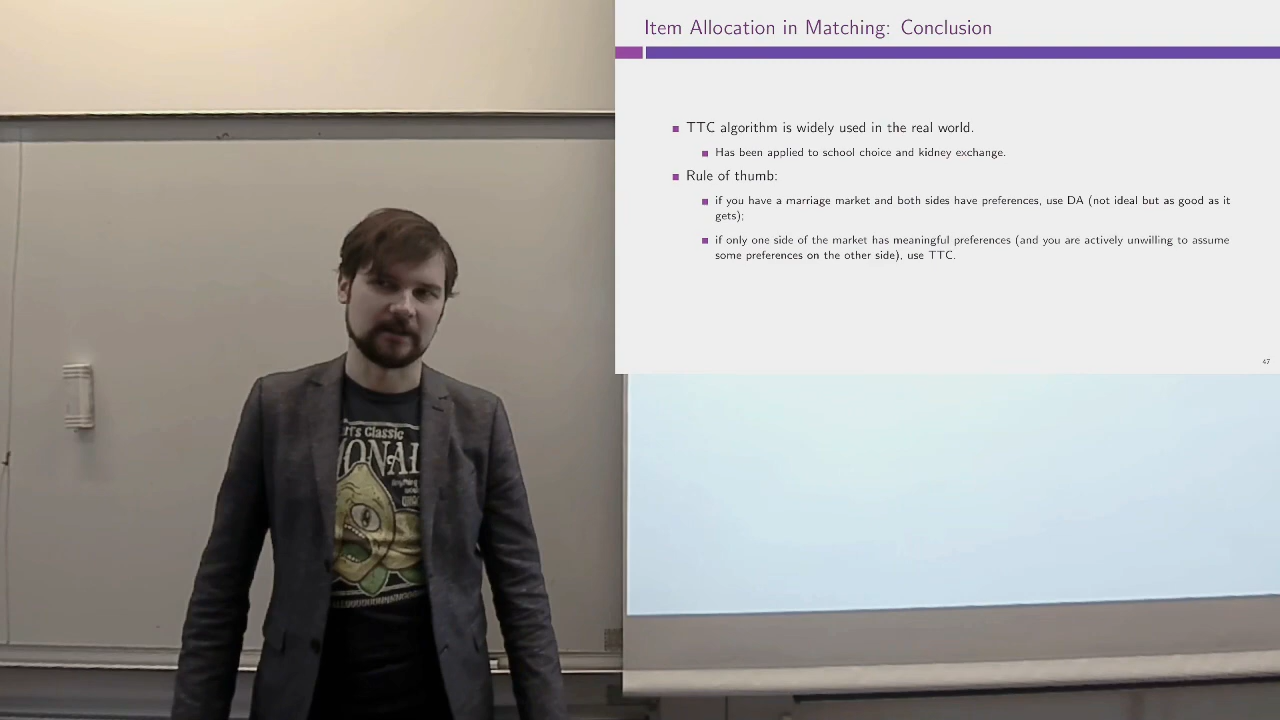 Item Allocation in Matching: Conclusion
TTC algorithm is widely used in the real world.
Has been applied to school choice and kidney exchange.
Rule of thumb:
if you have a marriage market and both sides have preferences, use DA (not ideal but as good as it
gets);
if only one side of the market has meaningful preferences (and you are actively unwilling to assume
some preferences on the other side), use TTC.
47
Classic